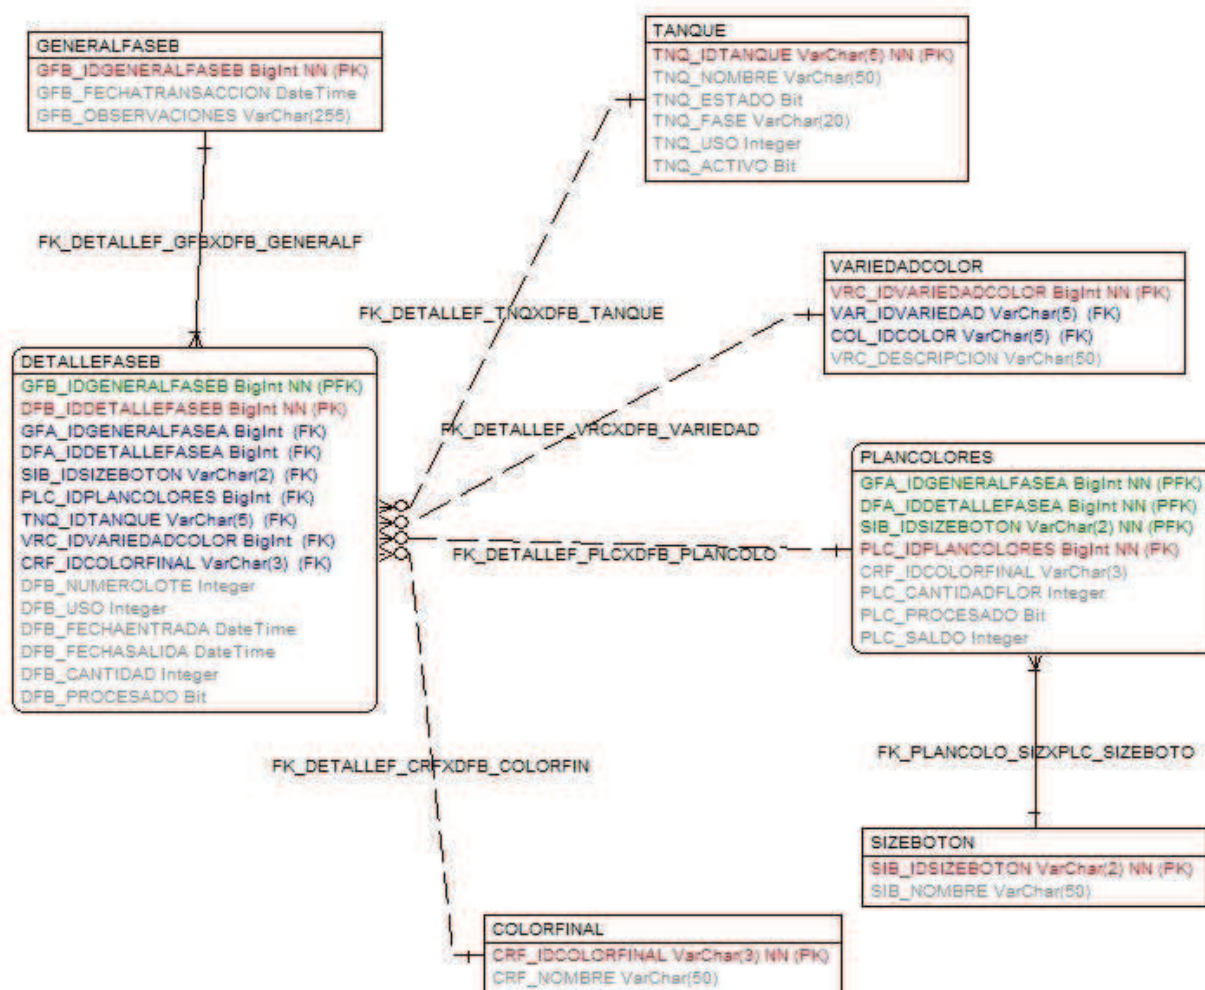 GENERALFASEB
GFB_IDGENERALFASEB BigInt NN (PK)
GFB_FECHATRANSACCION DateTime
GFB_OBSERVACIONES VarChar(255)
TANQUE
TNQ_IDTANQUE VarChar(5) NN (PK)
TNQ_NOMBRE VarChar(50)
TNQ_ESTADO Bit
TNQ_FASE VarChar(20)
TNQ_USO Integer
TNQ_ACTIVO Bit
FK_DETALLEF_GFBXDFB_GENERALF
VARIEDADCOLOR
VRC_IDVARIEDADCOLOR BigInt NN (PK)
VAR_IDVARIEDAD VarChar(5) (FK)
COL_IDCOLOR VarChar(5) (FK)
VRC_DESCRIPCION VarChar(50)
FK_DETALLEF_TNQXDFB_TANQUE
DETALLEFASEB
GFB_IDGENERALFASEB BigInt NN (PFK)
DFB_IDDETALLEFASEB BigInt NN (PK)
GFA_IDGENERALFASEA BigInt (FK)
DFA_IDDETALLEFASEA BigInt (FK)
SIB_IDSIZEBOTON VarChar(2) (FK)
PLC_IDPLANCOLORES BigInt (FK)
TNQ_IDTANQUE VarChar(5) (FK)
VRC_IDVARIEDADCOLOR BigInt (FK)
CRF_IDCOLORFINAL VarChar(3) (FK)
DFB_NUMEROLOTE Integer
DFB_USO Integer
DFB_FECHAENTRADA DateTime
DFB_FECHASALIDA DateTime
DFB_CANTIDAD Integer
DFB_PROCESADO Bit
FK_DETALLEF_VRCXDFB_VARIEDAD
PLANCOLORES
GFA_IDGENERALFASEA BigInt NN (PFK)
DFA_IDDETALLEFASEA BigInt NN (PFK)
SIB_IDSIZEBOTON VarChar(2) NN (PFK)
PLC_IDPLANCOLORES BigInt NN (PK)
CRF_IDCOLORFINAL VarChar(3)
PLC_CANTIDADFLOR Integer
PLC_PROCESADO Bit
PLC_SALDO Integer
FK_DETALLEF_PLCXDFB_PLANCOLO
FK_DETALLEF_CRFXDFB_COLORFIN
FK_PLANCOLO_SIZXPLC_SIZEBOTO
SIZEBOTON
SIB_IDSIZEBOTON VarChar(2) NN (PK)
SIB_NOMBRE VarChar(50)
COLORFINAL
CRF_IDCOLORFINAL VarChar(3) NN (PK)
CRF_NOMBRE VarChar(50)